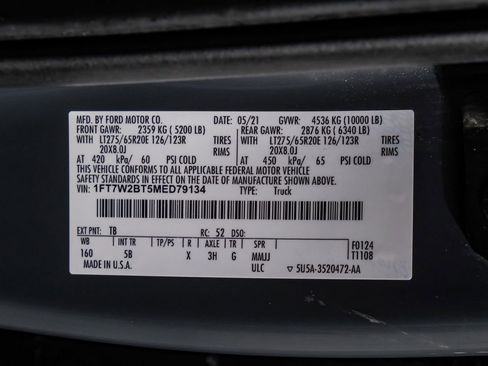 MFD. BY FORD MOTOR CO. 05/21 GVWR: 4536 KG (10000 LB)
FRONT GAWR: 2359 KG ( 5200 LB) REAR GAWR: 2876 KG ( 6340 LB)
WITH LT275/65R20E 126/123R TIRES WITH LT275/65R20E 126/123R TIRES
20X8.0J RIMS 20X8.0J RIMS
AT 420 kPa/ 60 PSI COLD AT 450 kPa/ 65 PSI COLD
THIS VEHICLE CONFORMS TO ALL APPLICABLE FEDERAL MOTOR VEHICLE
SAFETY STANDARDS IN EFFECT ON THE DATE OF MANUFACTURE SHOWN ABOVE.
VIN: 1FT7W2BT5MED79134 TYPE: Truck
EXT PNT: TB RC: 52 DSO:
WB INT TR TP/PS R AXLE TR SPR F0124
160 5B X 3H G MMJJ T1108
MADE IN U.S.A. ULC ▽ 5U5A-3520472-AA